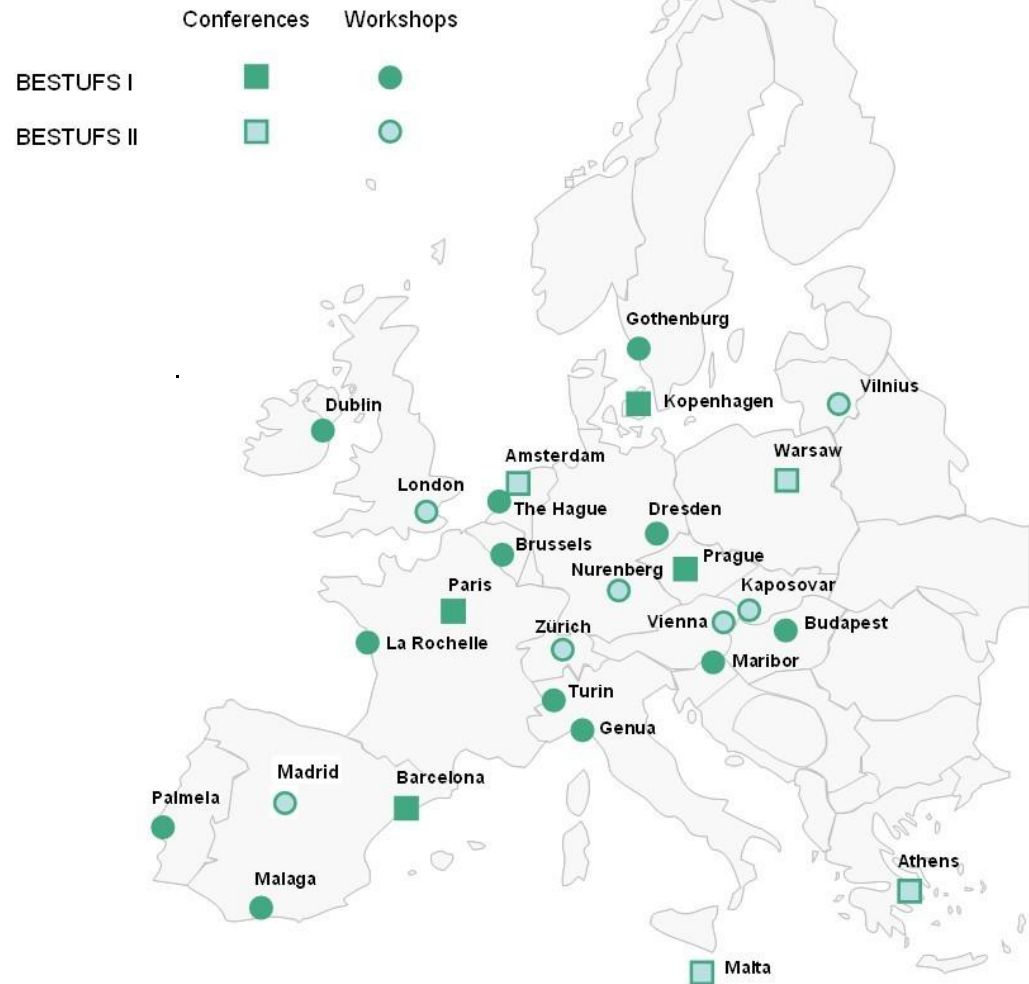 Conferences Workshops
BESTUFS I
BESTUFS II
Gothenburg
Kopenhagen
Vilnius
Dublin
Warsaw
Amsterdam
London
The Hague
Dresden
Brussels
Prague
Nurenberg
Kaposovar
Paris
Vienna
Budapest
Zürich
La Rochelle
Maribor
Turin
Genua
Madrid
Barcelona
Palmela
Athens
Malaga
Malta